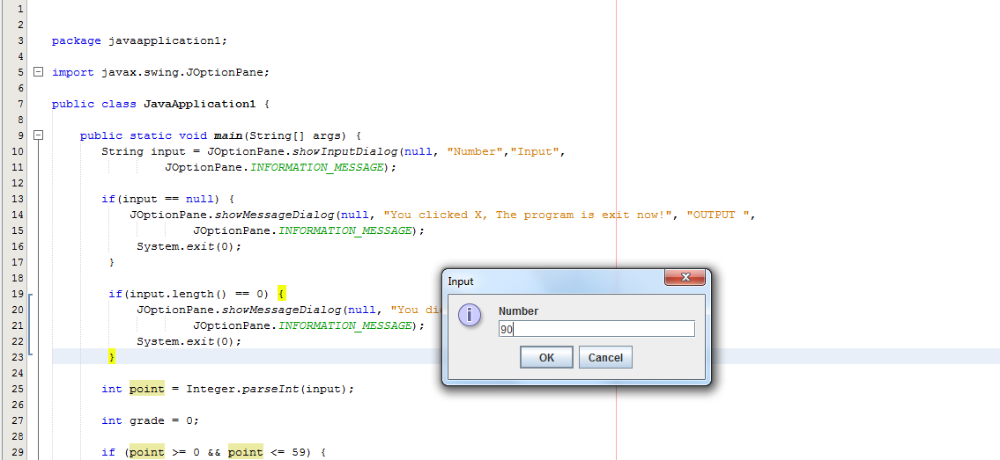 1
2
3 package javaapplication1;
4
5 import javax.swing.JOptionPane;
6
7 public class JavaApplication1 {
8
9 public static void main(String[] args) {
10 String input = JOptionPane.showInputDialog(null, "Number","Input",
11 JOptionPane.INFORMATION_MESSAGE);
12
13 if(input == null) {
14 JOptionPane.showMessageDialog(null, "You clicked X, The program is exit now!", "OUTPUT ",
15 JOptionPane.INFORMATION_MESSAGE);
16 System.exit(0);
17 }
18
19 if(input.length() == 0) {
20 JOptionPane.showMessageDialog(null, "You
21 JOptionPane.INFORMATION_MESSAGE);
22 System.exit(0);
23 }
24
25 int point = Integer.parseInt(input);
26
27 int grade = 0;
28
29 if (point >= 0 && point <= 59) {
Input
Number
90
OK Cancel